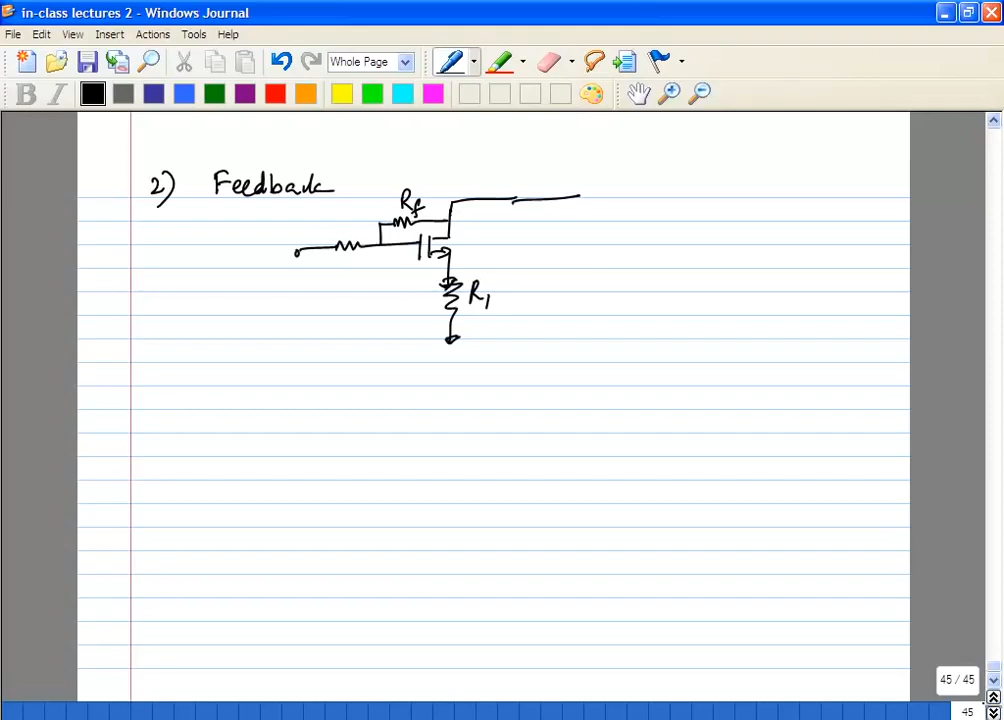 in-class lectures 2 - Windows Journal
File Edit View Insert Actions Tools Help
Whole Page
B I
2) Feedback
Rf
R1
45 / 45
45